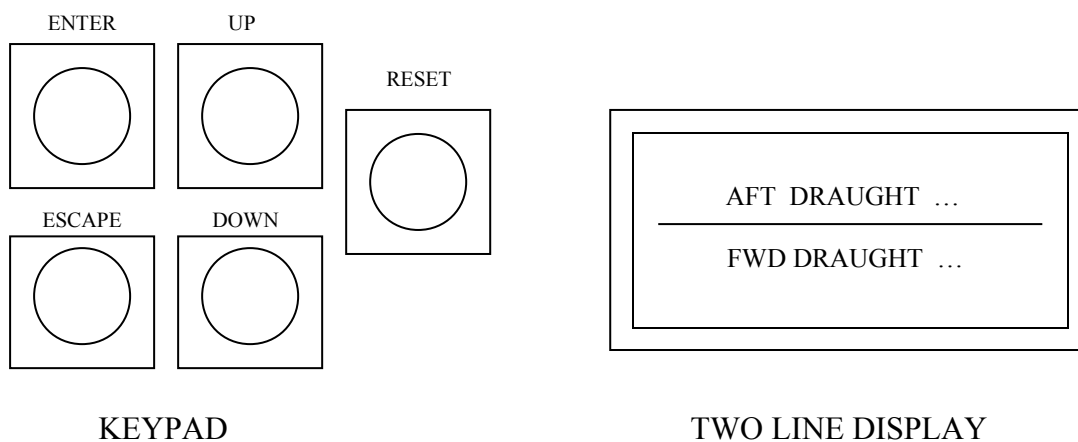 ENTER UP
RESET
ESCAPE DOWN
AFT DRAUGHT …
FWD DRAUGHT …
KEYPAD
TWO LINE DISPLAY